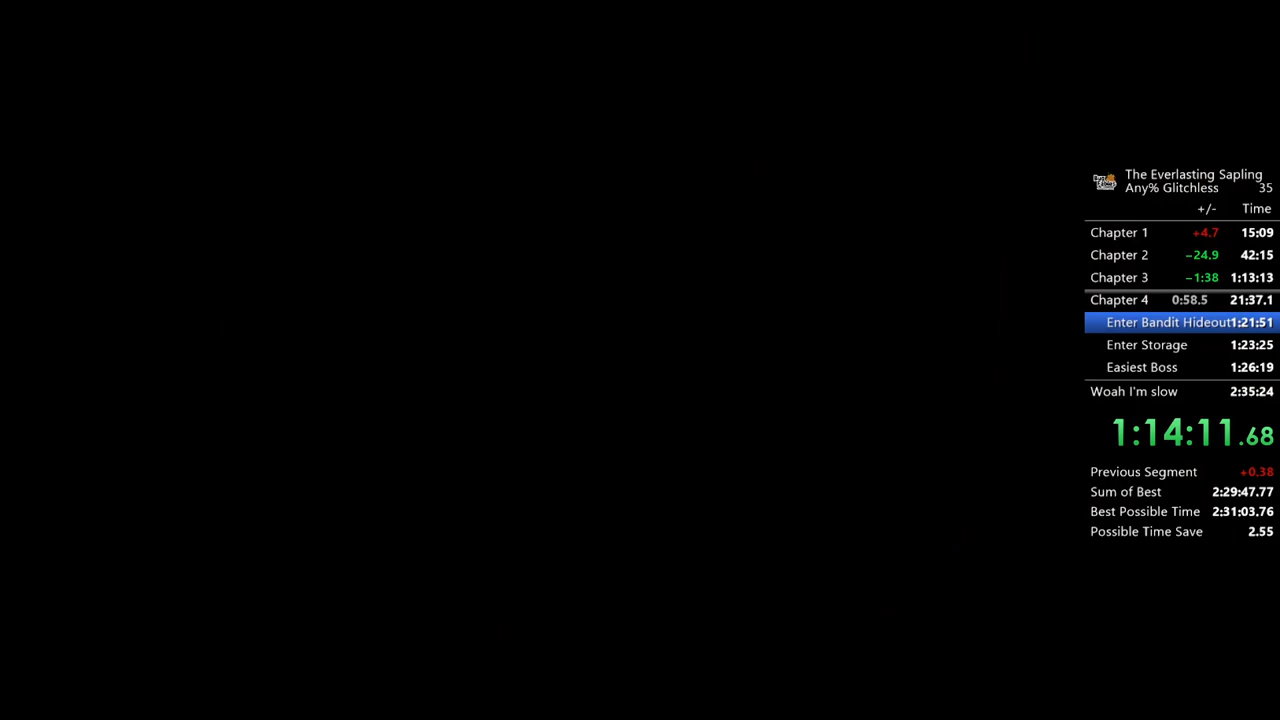 The Everlasting Sapling
Any% Glitchless 35
+/- Time
Chapter 1 +4.7 15:09
Chapter 2 −24.9 42:15
Chapter 3 −1:38 1:13:13
Chapter 4 0:58.5 21:37.1
Enter Bandit Hideout 1:21:51
Enter Storage 1:23:25
Easiest Boss 1:26:19
Woah I'm slow 2:35:24
1:14:11.68
Previous Segment +0.38
Sum of Best 2:29:47.77
Best Possible Time 2:31:03.76
Possible Time Save 2.55